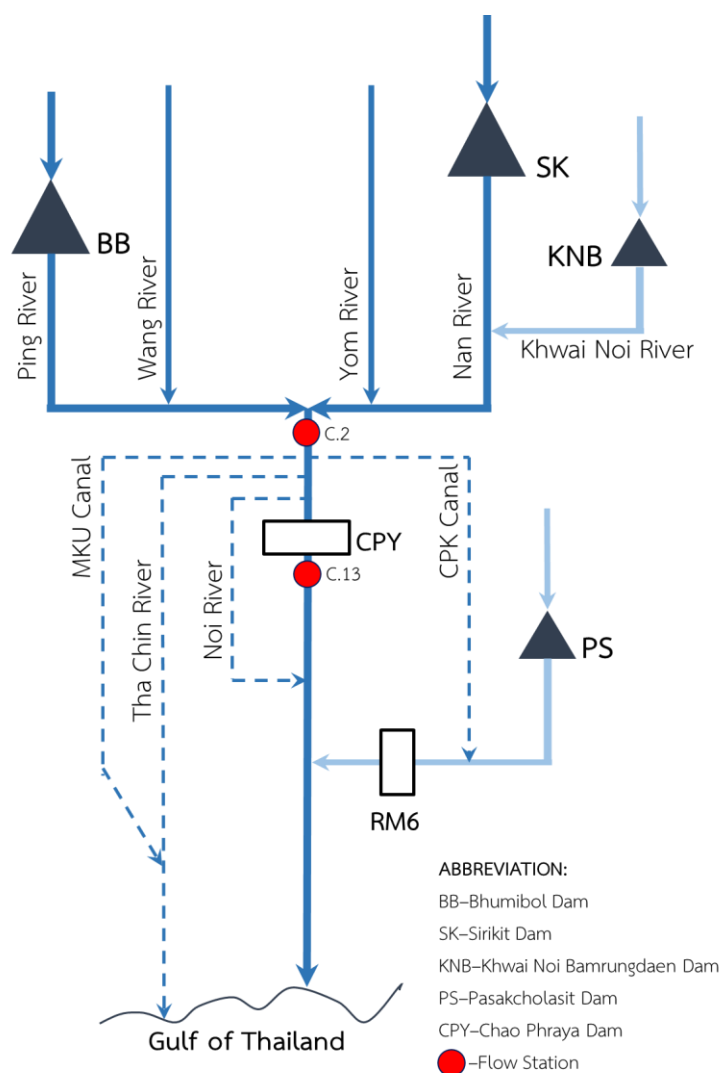 SK
BB
KNB
Ping River
Wang River
Yom River
Nan River
Khwai Noi River
C.2
MKU Canal
Tha Chin River
Noi River
CPY
C.13
CPK Canal
PS
RM6
Gulf of Thailand
ABBREVIATION:
BB–Bhumibol Dam
SK–Sirikit Dam
KNB–Khwai Noi Bamrungdaen Dam
PS–Pasakcholasit Dam
CPY–Chao Phraya Dam
–Flow Station